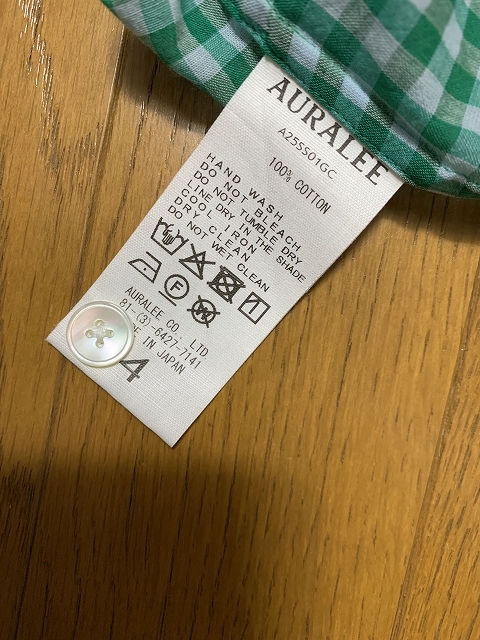 AURALEE
A25SS01GC
100% COTTON
HAND WASH
DO NOT BLEACH
DO NOT TUMBLE DRY
LINE DRY IN THE SHADE
COOL IRON
DRY CLEAN
DO NOT WET CLEAN
F
W
AURALEE CO., LTD
81-(3)-6427-7141
IN JAPAN
4